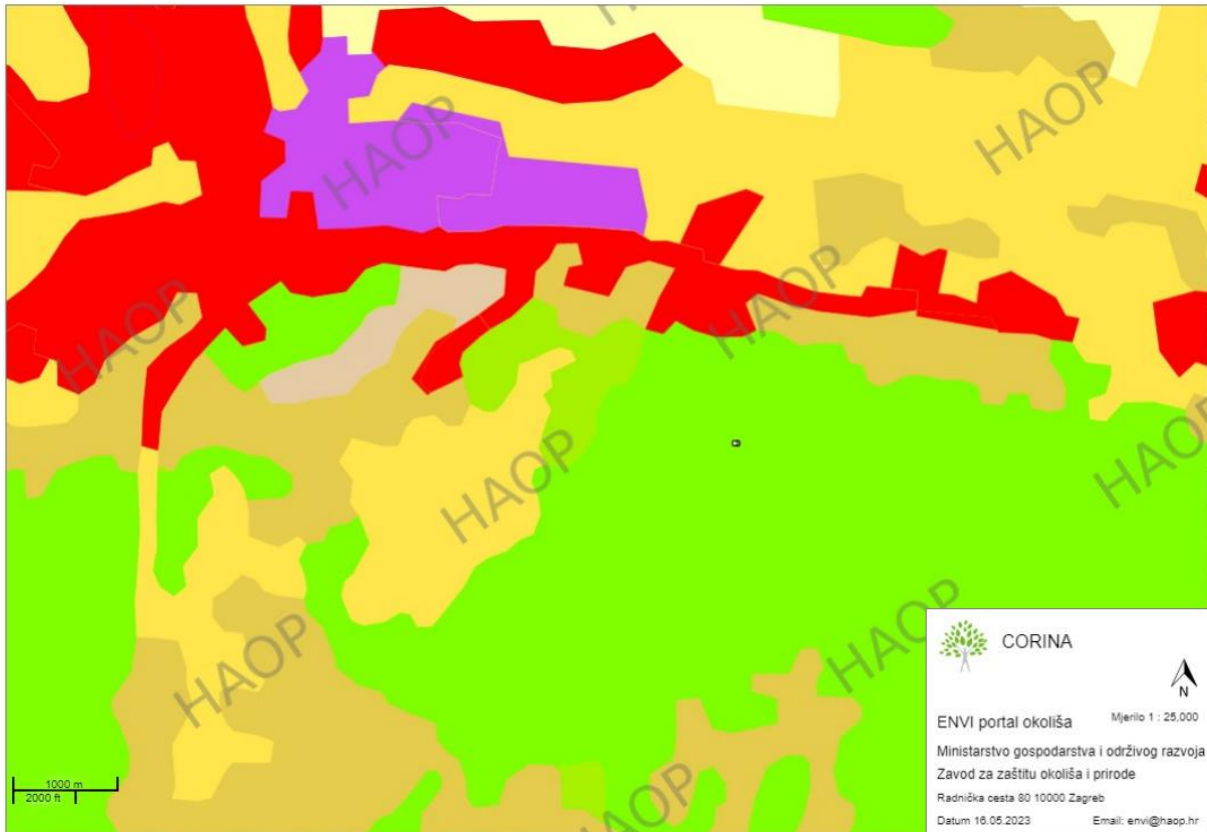 HAOP
HAOP
HAOP
HAOP
HAOP
HAOP
HAOP
HAOP
HAOP
HAOP
CORINA
N
ENVI portal okoliša
Mjerilo 1 : 25,000
Ministarstvo gospodarstva i održivog razvoja
Zavod za zaštitu okoliša i prirode
Radnička cesta 80 10000 Zagreb
Datum 16.05.2023
Email: envi@haop.hr
1000 m
2000 ft